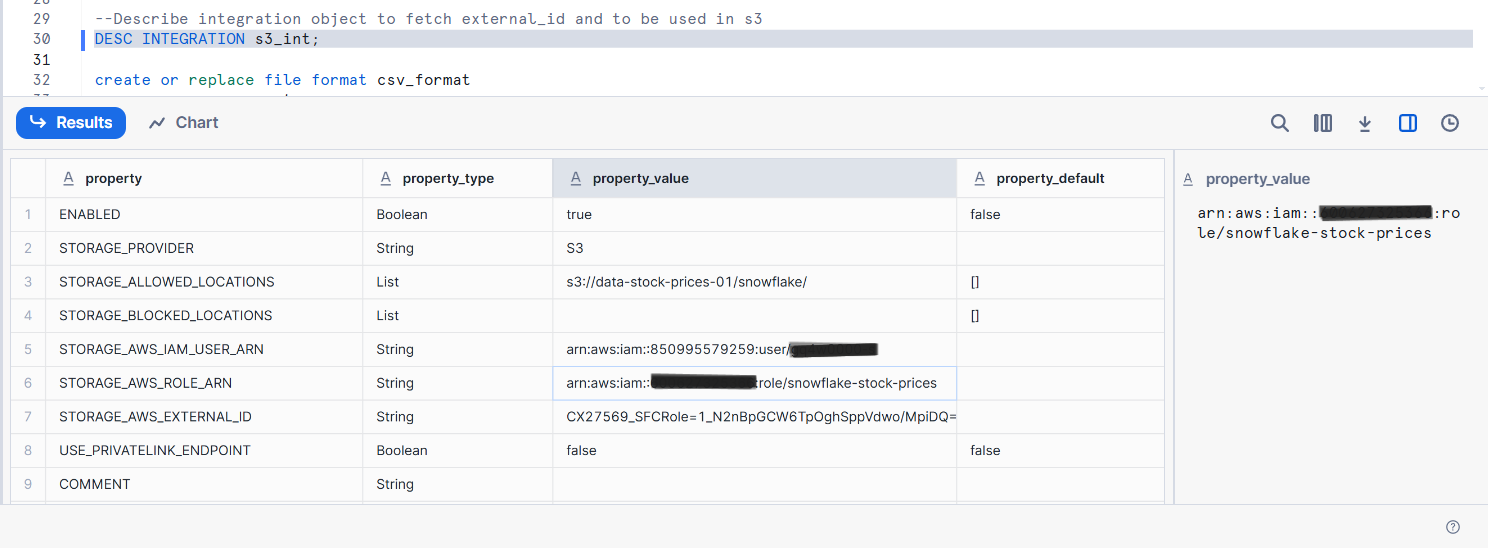 29 --Describe integration object to fetch external_id and to be used in s3
30 DESC INTEGRATION s3_int;
31
32 create or replace file format csv_format
Results Chart
property property_type property_value property_default
1 ENABLED Boolean true false
2 STORAGE_PROVIDER String S3
3 STORAGE_ALLOWED_LOCATIONS List s3://data-stock-prices-01/snowflake/ []
4 STORAGE_BLOCKED_LOCATIONS List []
5 STORAGE_AWS_IAM_USER_ARN String arn:aws:iam::850995579259:user/
6 STORAGE_AWS_ROLE_ARN String arn:aws:iam: :role/snowflake-stock-prices
7 STORAGE_AWS_EXTERNAL_ID String CX27569_SFCRole=1_N2nBpGCW6TpOghSppVdwo/MpiDQ=
8 USE_PRIVATELINK_ENDPOINT Boolean false false
9 COMMENT String
property_value
arn:aws:iam:: :ro
le/snowflake-stock-prices